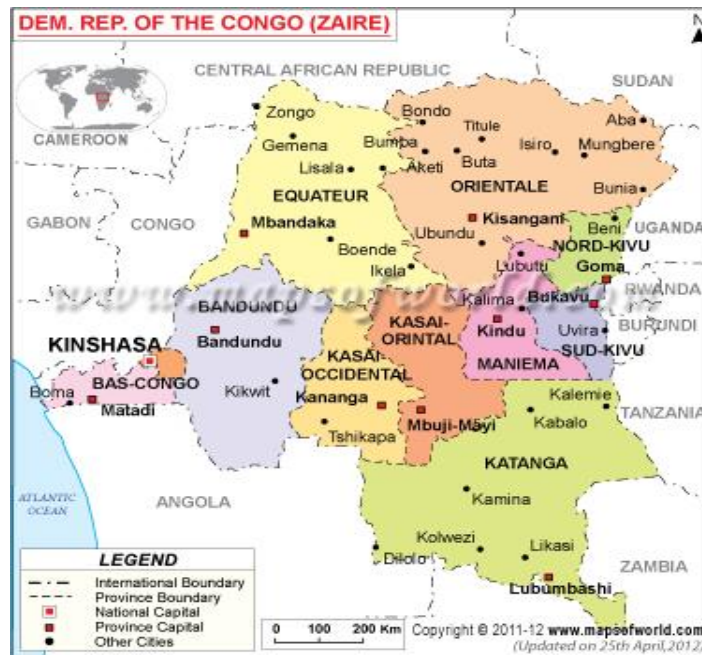 DEM. REP. OF THE CONGO (ZAIRE)
N
CENTRAL AFRICAN REPUBLIC
SUDAN
CAMEROON
Zongo
Bondo
Titule
Aba
Gemena
Bumba
Isiro
Mungbere
Lisala
Aketi
Buta
EQUATEUR
ORIENTALE
Bunia
GABON
CONGO
Mbandaka
Kisangani
Beni
UGANDA
Ubundu
NORD-KIVU
Boende
Lubutu
Goma
Ikela
www.mapsofworld.com
RWANDA
BANDUNDU
Kalima
Bukavu
KASAI-
ORINTAL
BURUNDI
KINSHASA
Bandundu
Kindu
Uvira
SUD-KIVU
KASAI-
OCCIDENTAL
MANIEMA
BAS-CONGO
Boma
Matadi
Kikwit
Kananga
Kalemie
TANZANIA
Mbuji-Mayi
Kabalo
Tshikapa
KATANGA
ATLANTIC
OCEAN
ANGOLA
Kamina
Kolwezi
Likasi
Dilolo
ZAMBIA
Lubumbashi
LEGEND
International Boundary
Province Boundary
National Capital
Province Capital
Other Cities
0 100 200 Km
Copyright © 2011-12 www.mapsofworld.com
(Updated on 25th April,2012)